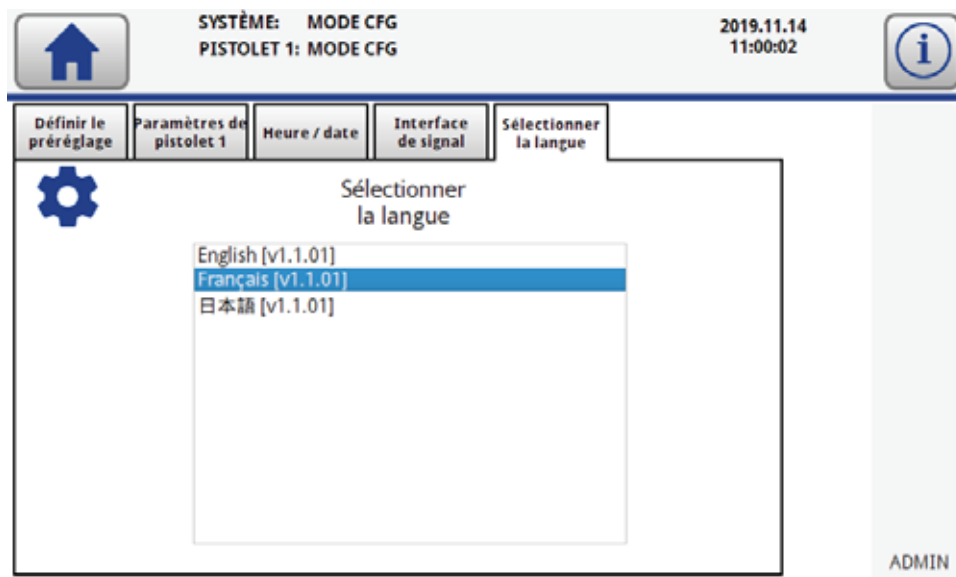 SYSTÈME: MODE CFG
PISTOLET 1: MODE CFG
2019.11.14
11:00:02
i
Définir le
préréglage
Paramètres de
pistolet 1
Heure / date
Interface
de signal
Sélectionner
la langue
Sélectionner
la langue
English [v1.1.01]
Français [v1.1.01]
日本語 [v1.1.01]
ADMIN